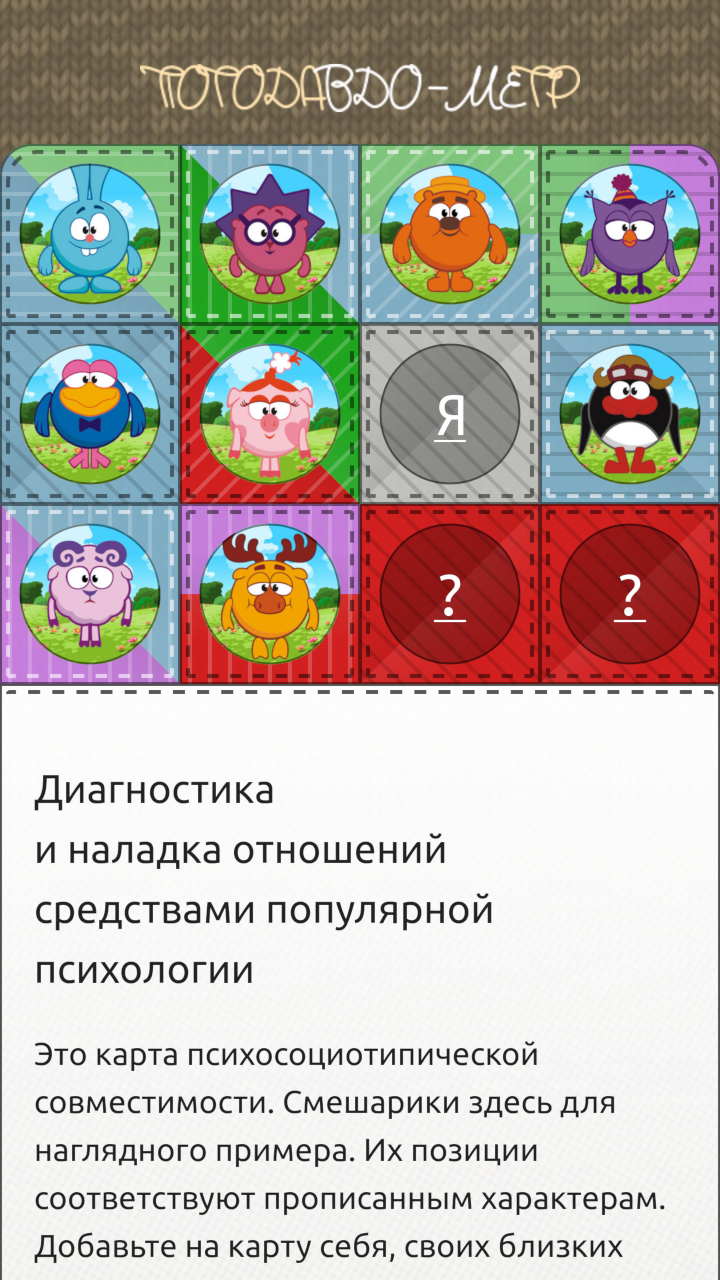 ПОГОДАВДО-МЕТР
Я
? ?
Диагностика
и наладка отношений
средствами популярной
психологии
Это карта психосоциотипической
совместимости. Смешарики здесь для
наглядного примера. Их позиции
соответствуют прописанным характерам.
Добавьте на карту себя, своих близких